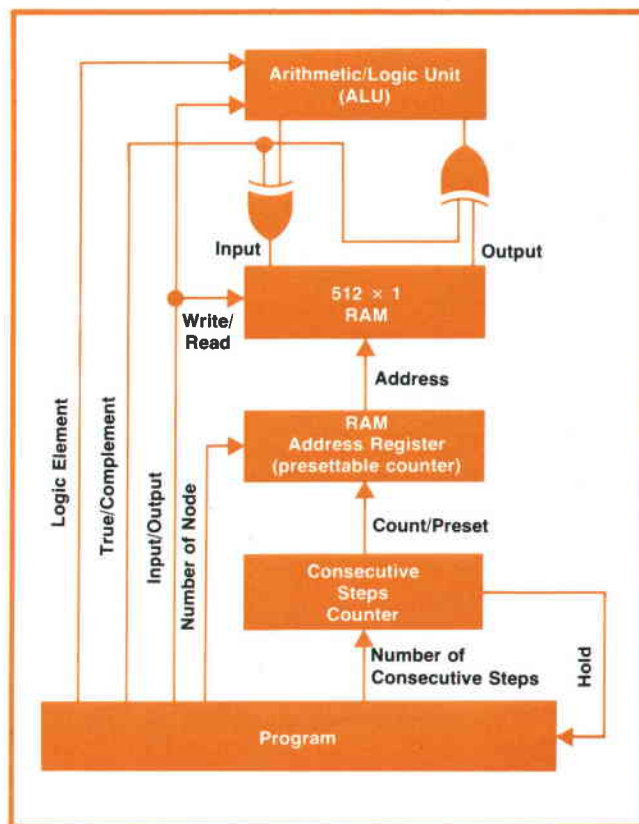 Arithmetic/Logic Unit
(ALU)
Input
Output
512 × 1
RAM
Write/
Read
Address
RAM
Address Register
(presettable counter)
Logic Element
True/Complement
Input/Output
Number of Node
Count/Preset
Consecutive
Steps
Counter
Number of
Consecutive Steps
Hold
Program